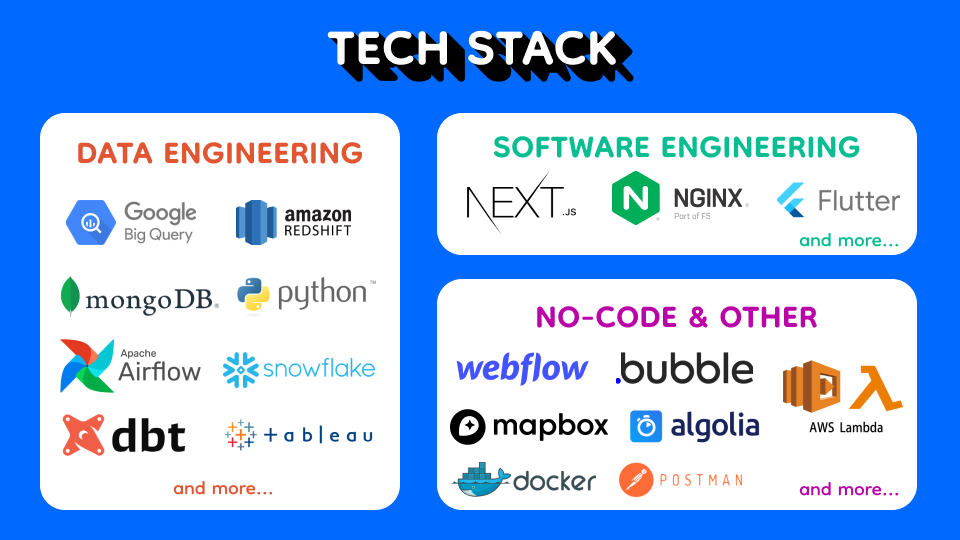 TECH STACK
DATA ENGINEERING
Google
Big Query
amazon
REDSHIFT
mongoDB®
python™
Apache
Airflow
snowflake
dbt
+ableau
and more...
SOFTWARE ENGINEERING
NEXT.JS
N
NGINX®
Part of F5
Flutter
and more...
NO-CODE & OTHER
webflow
.bubble
mapbox
algolia
docker
POSTMAN
AWS Lambda
and more...